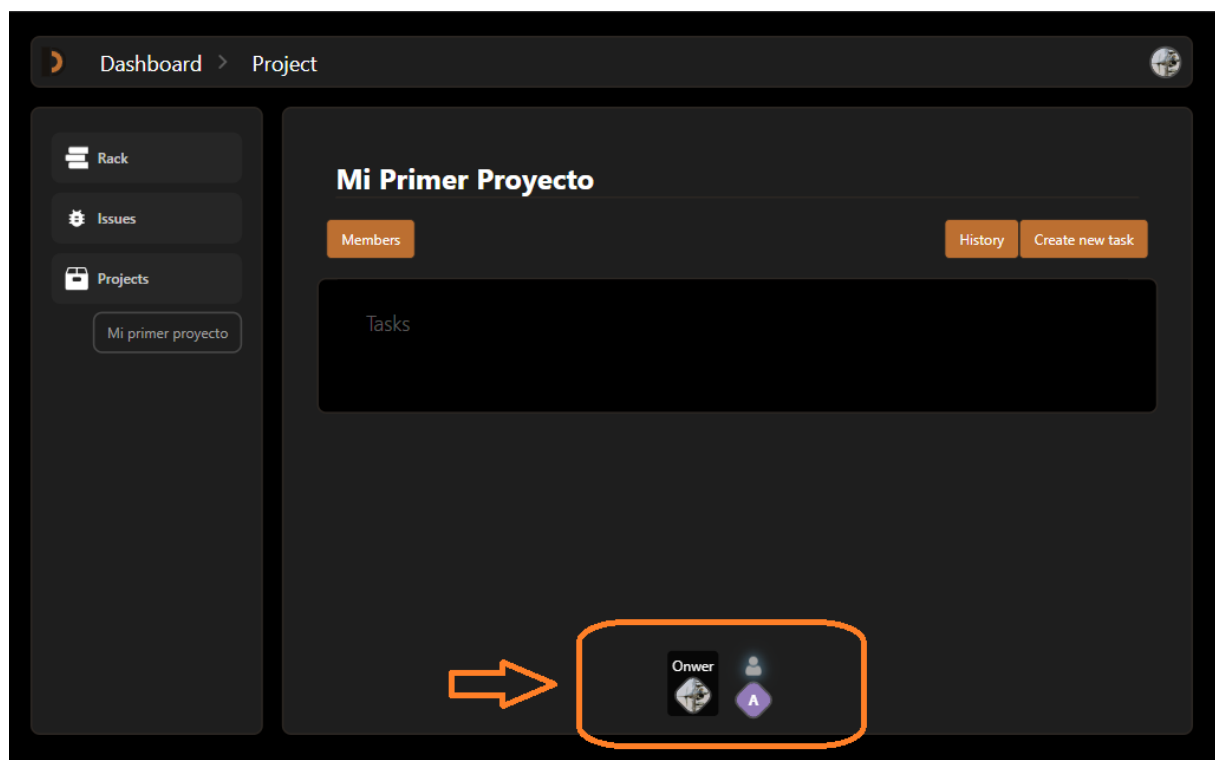 Dashboard > Project
Rack
Issues
Projects
Mi primer proyecto
Mi Primer Proyecto
Members
History
Create new task
Tasks
Onwer
A